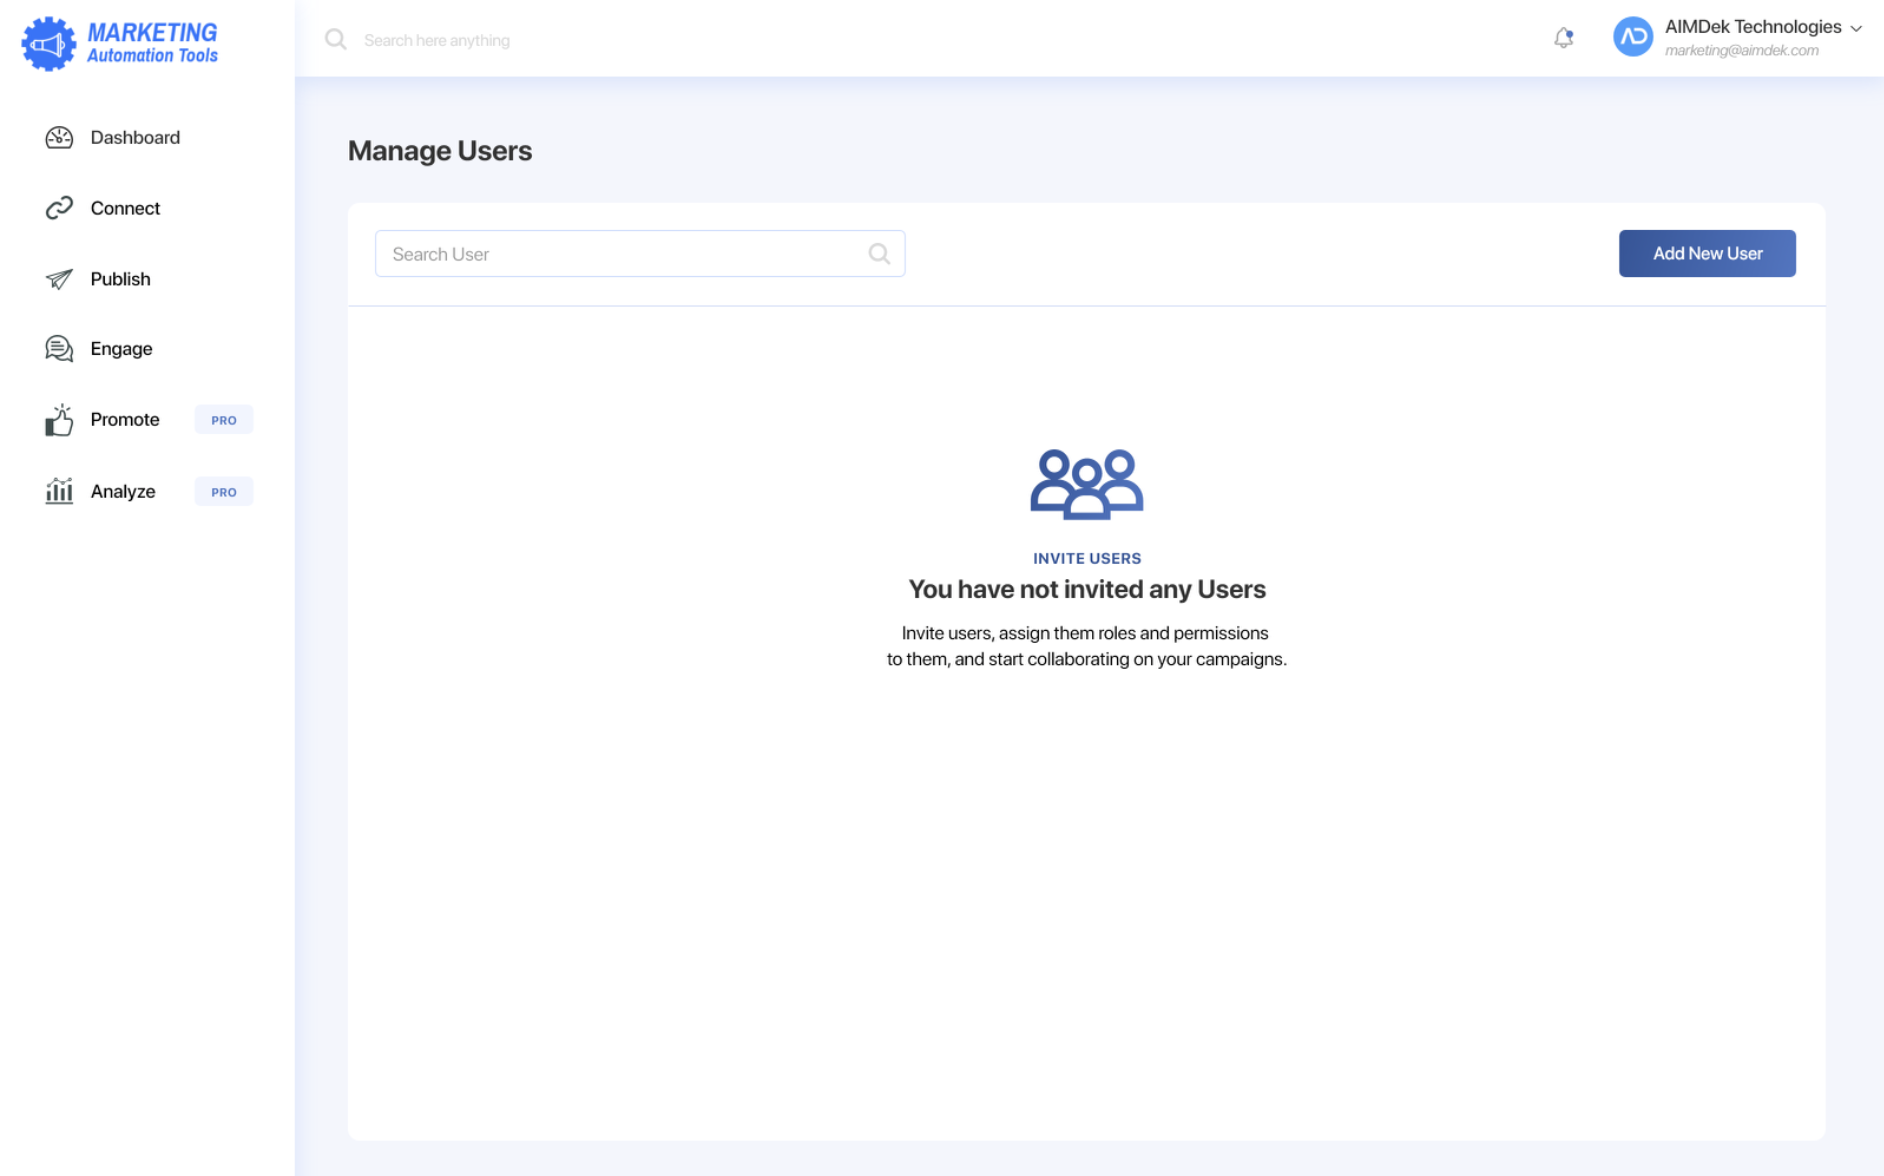 MARKETING
Automation Tools
Search here anything
AIMDek Technologies
marketing@aimdek.com
Dashboard
Connect
Publish
Engage
Promote PRO
Analyze PRO
Manage Users
Search User
Add New User
INVITE USERS
You have not invited any Users
Invite users, assign them roles and permissions
to them, and start collaborating on your campaigns.